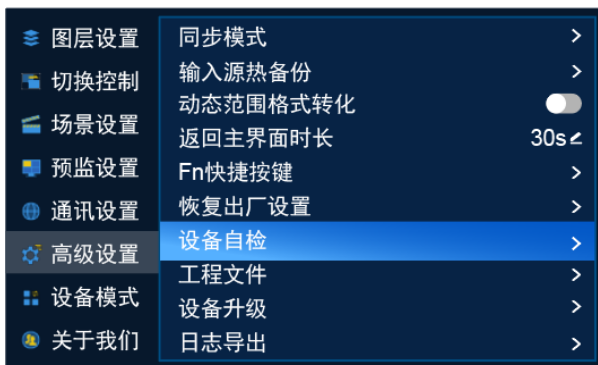 图层设置
切换控制
场景设置
预监设置
通讯设置
高级设置
设备模式
关于我们
同步模式
输入源热备份
动态范围格式转化
返回主界面时长 30s
Fn快捷按键
恢复出厂设置
设备自检
工程文件
设备升级
日志导出